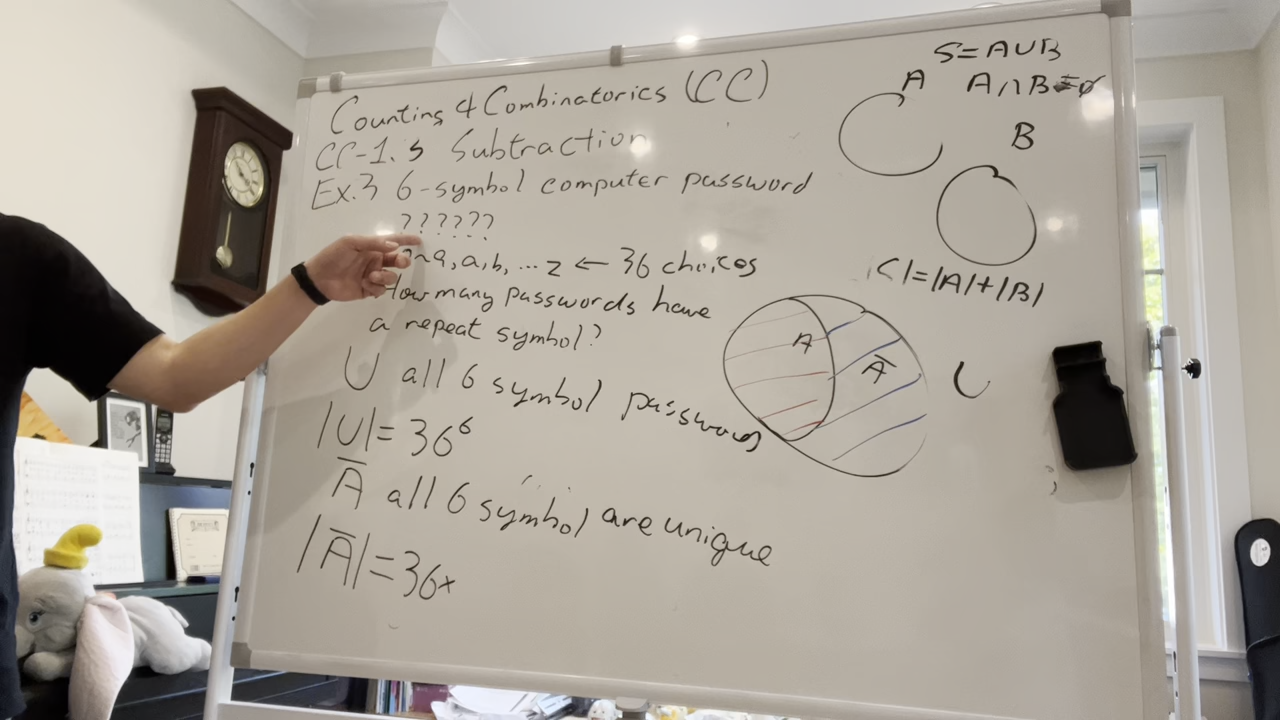 Counting & Combinatorics (CC)
CC-1.3 Subtraction
Ex.3 6-symbol computer password
??????
9, a, b, ... z ← 36 choices
How many passwords have
a repeat symbol?
U all 6 symbol passwords
|U| = 36⁶
A̅ all 6 symbol are unique
|A̅| = 36×
S = A∪B
A∩B = ∅
A
B
|S| = |A| + |B|
A
A̅
U